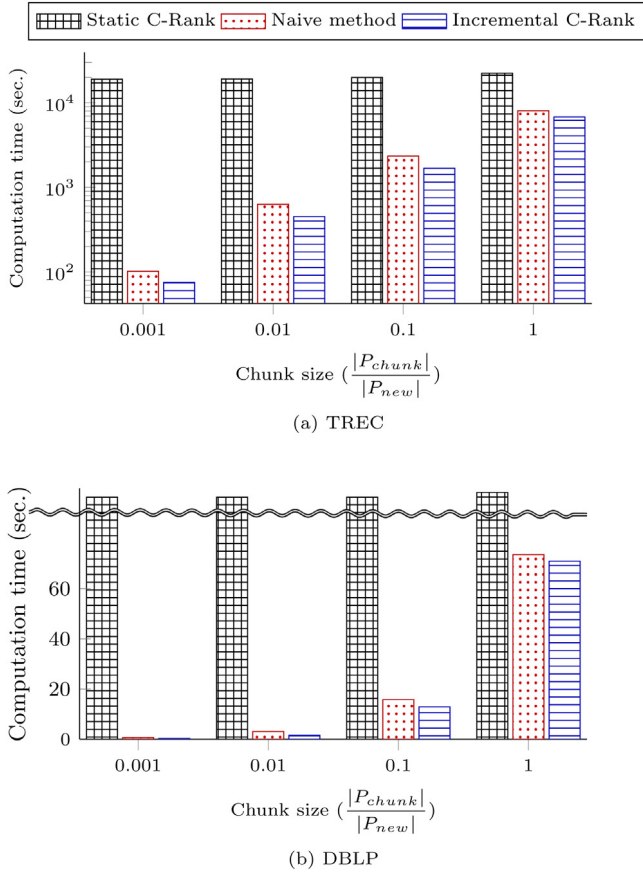 Static C-Rank Naive method Incremental C-Rank
Computation time (sec.)
10^4
10^3
10^2
0.001 0.01 0.1 1
Chunk size (|P_chunk| / |P_new|)
(a) TREC
Computation time (sec.)
60
40
20
0
0.001 0.01 0.1 1
Chunk size (|P_chunk| / |P_new|)
(b) DBLP